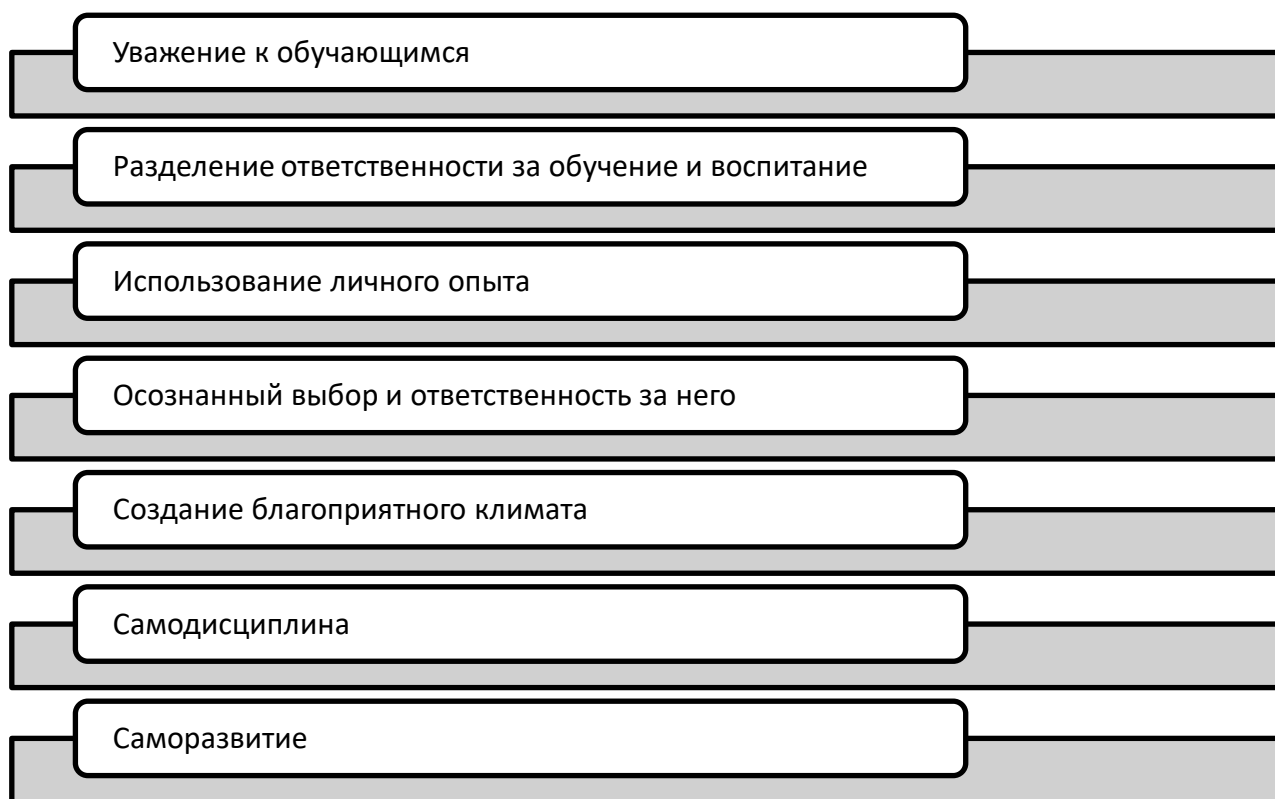 Уважение к обучающимся
Разделение ответственности за обучение и воспитание
Использование личного опыта
Осознанный выбор и ответственность за него
Создание благоприятного климата
Самодисциплина
Саморазвитие